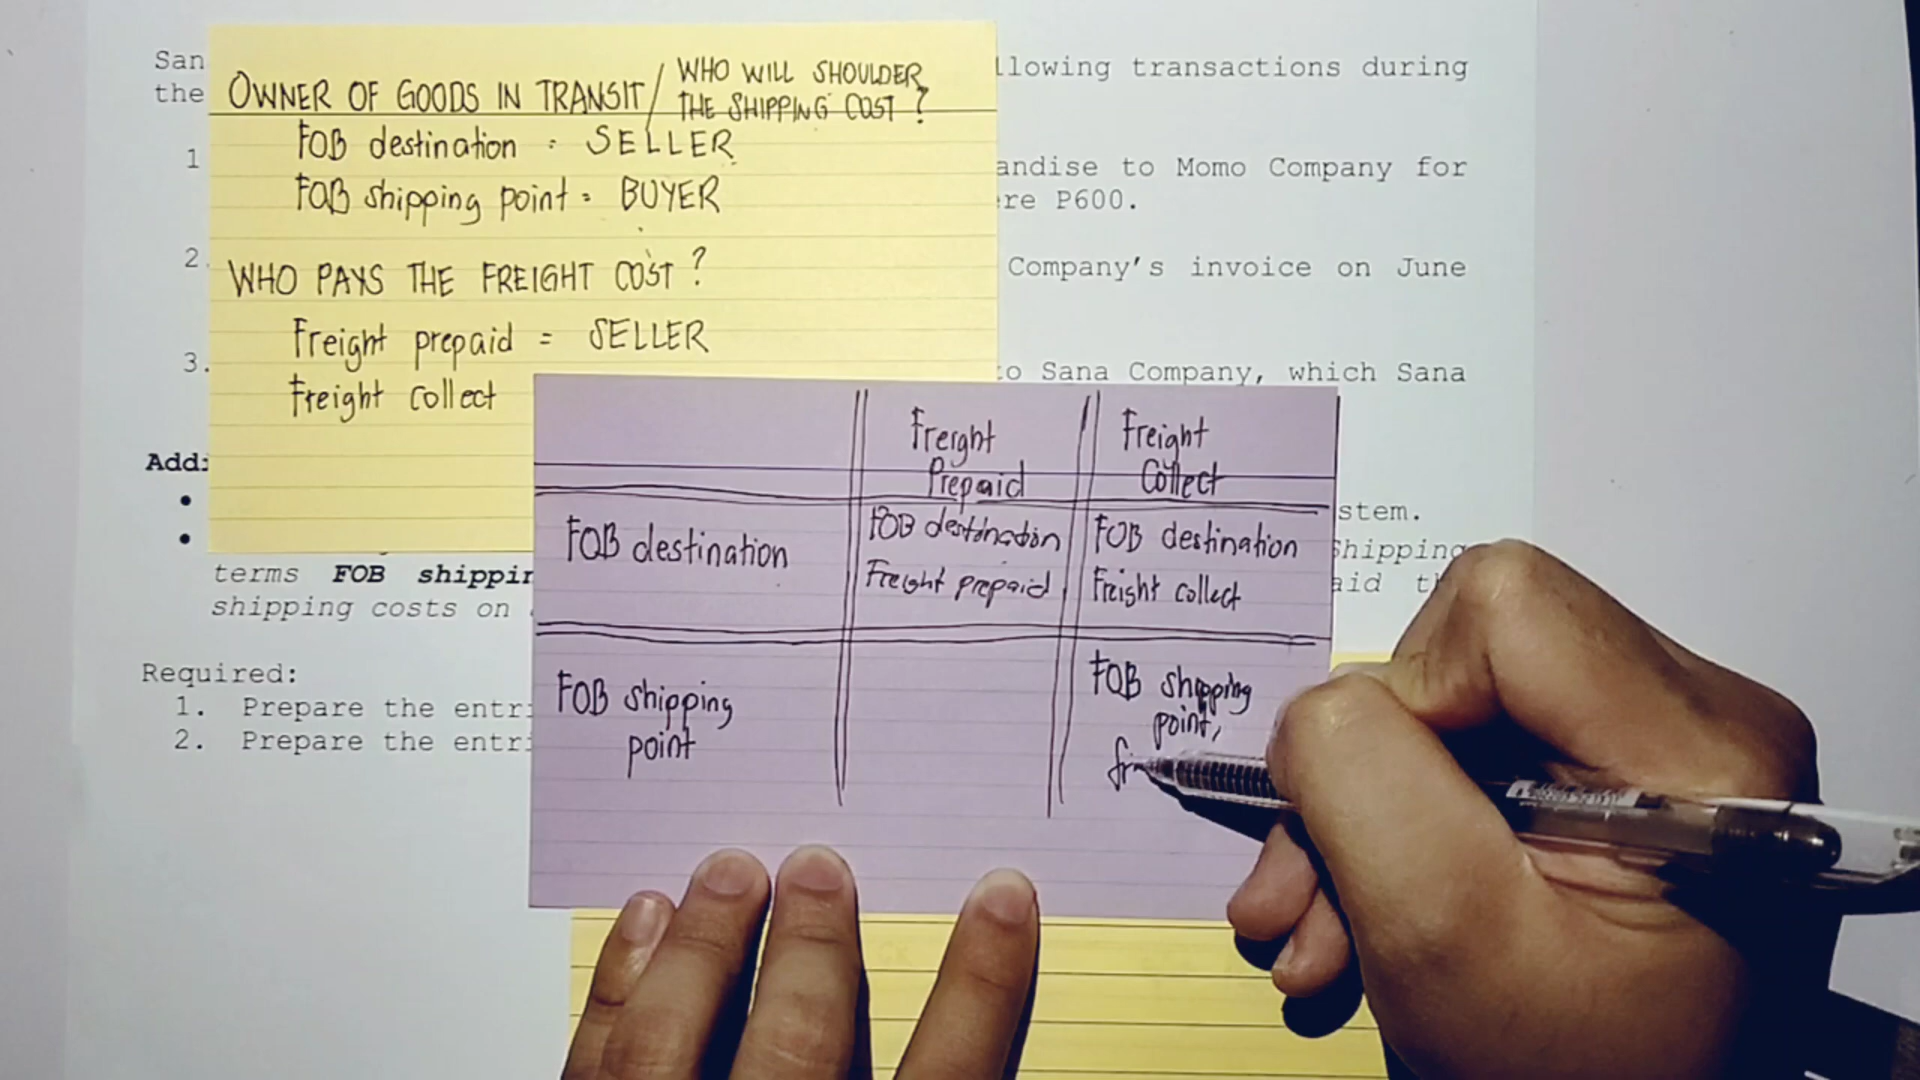 San
the
llowing transactions during
1
andise to Momo Company for
re P600.
2.
Company's invoice on June
3.
to Sana Company, which Sana
Addi
stem.
Shipping
terms FOB shippin
aid t
shipping costs on
Required:
1. Prepare the entr
2. Prepare the entr
OWNER OF GOODS IN TRANSIT / WHO WILL SHOULDER
THE SHIPPING COST ?
FOB destination = SELLER
FOB shipping point = BUYER
WHO PAYS THE FREIGHT COST ?
Freight prepaid = SELLER
Freight collect
Freight
Prepaid
Freight
Collect
FOB destination
FOB destination
Freight prepaid
FOB destination
Freight collect
FOB shipping
point
FOB shipping
point,